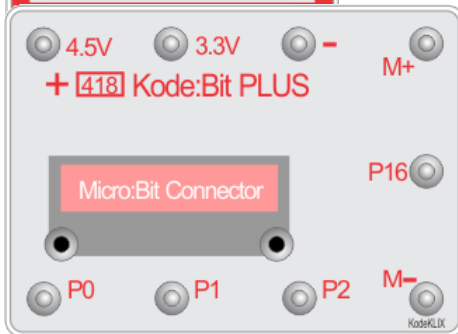 4.5V 3.3V -
M+
+ 418 Kode:Bit PLUS
P16
Micro:Bit Connector
P0 P1 P2 M-
KodeKLIX